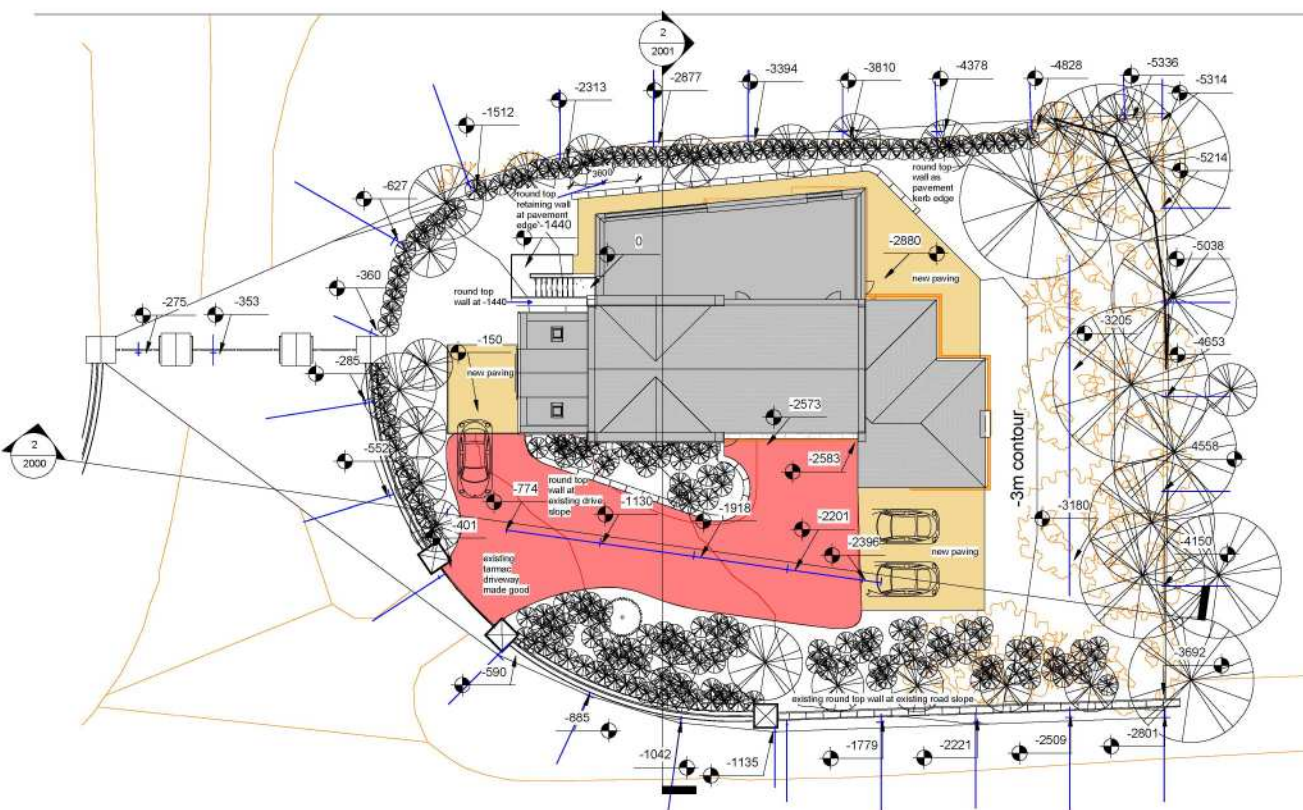 2
2001
-5336
-4828
-5314
-4378
-3810
-3394
-2877
-2313
-1512
-5214
3600
round top
wall as
pavement
kerb edge
round top
retaining wall
at pavement
edge
-1440
-627
0
-2880
-5038
new paving
-360
round top
wall at -1440
-275
-353
-3205
-150
-4653
-285
new paving
-2573
-3m contour
-552
-2583
-4558
round top
wall at
existing drive
slope
-774
-1130
-1918
-2201
-3180
-401
-4150
-2396
new paving
existing
tarmac
driveway
made good
2
2000
-3692
-590
existing round top wall at existing road slope
-885
-2801
-1042
-1135
-1779
-2221
-2509